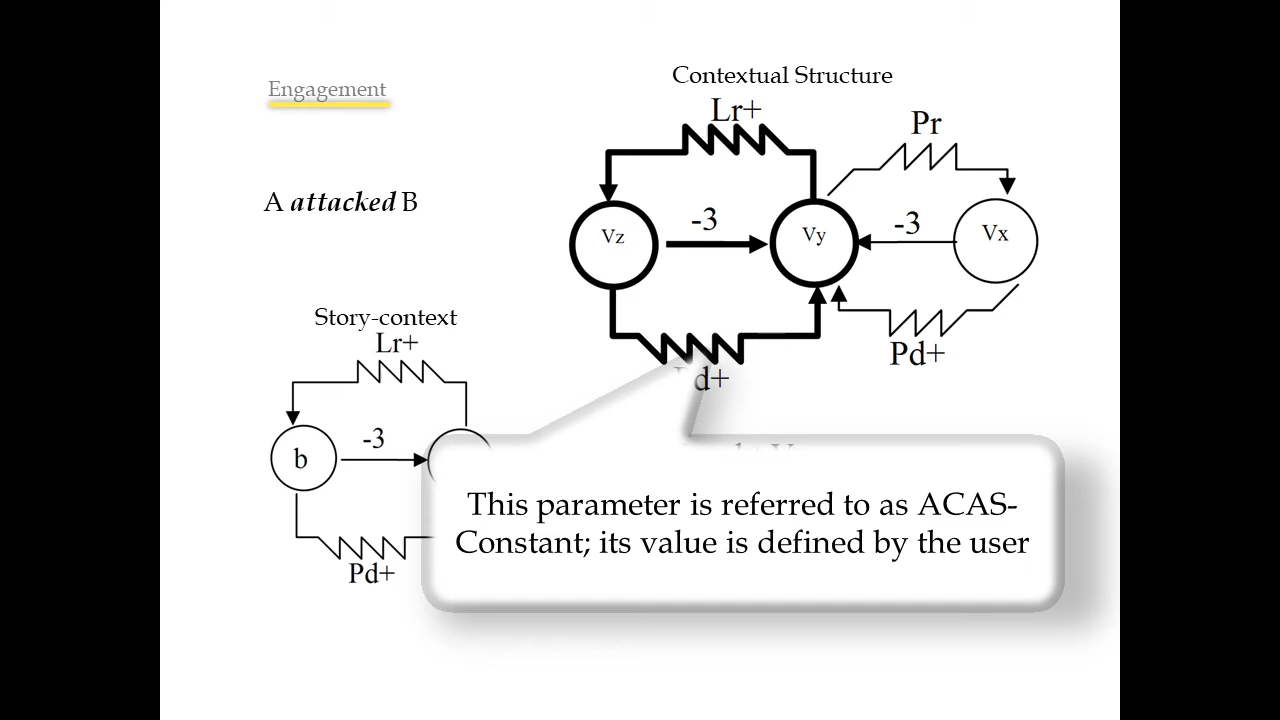 Engagement
A attacked B
Contextual Structure
Lr+
Pr
Vz
-3
Vy
-3
Vx
d+
Pd+
Story-context
Lr+
b
-3
Pd+
This parameter is referred to as ACAS-
Constant; its value is defined by the user